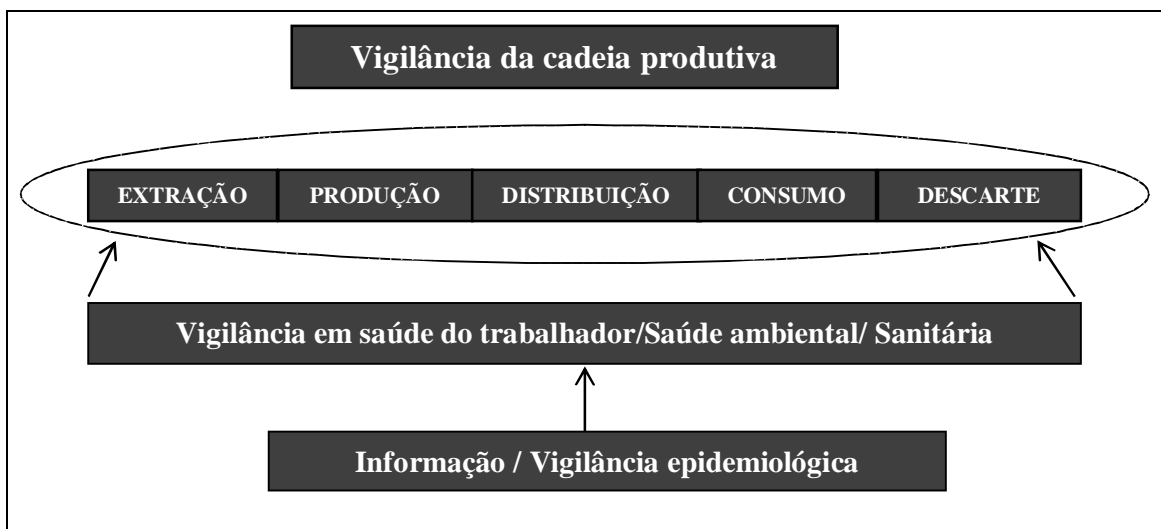 Vigilância da cadeia produtiva
EXTRAÇÃO PRODUÇÃO DISTRIBUIÇÃO CONSUMO DESCARTE
Vigilância em saúde do trabalhador/Saúde ambiental/ Sanitária
Informação / Vigilância epidemiológica